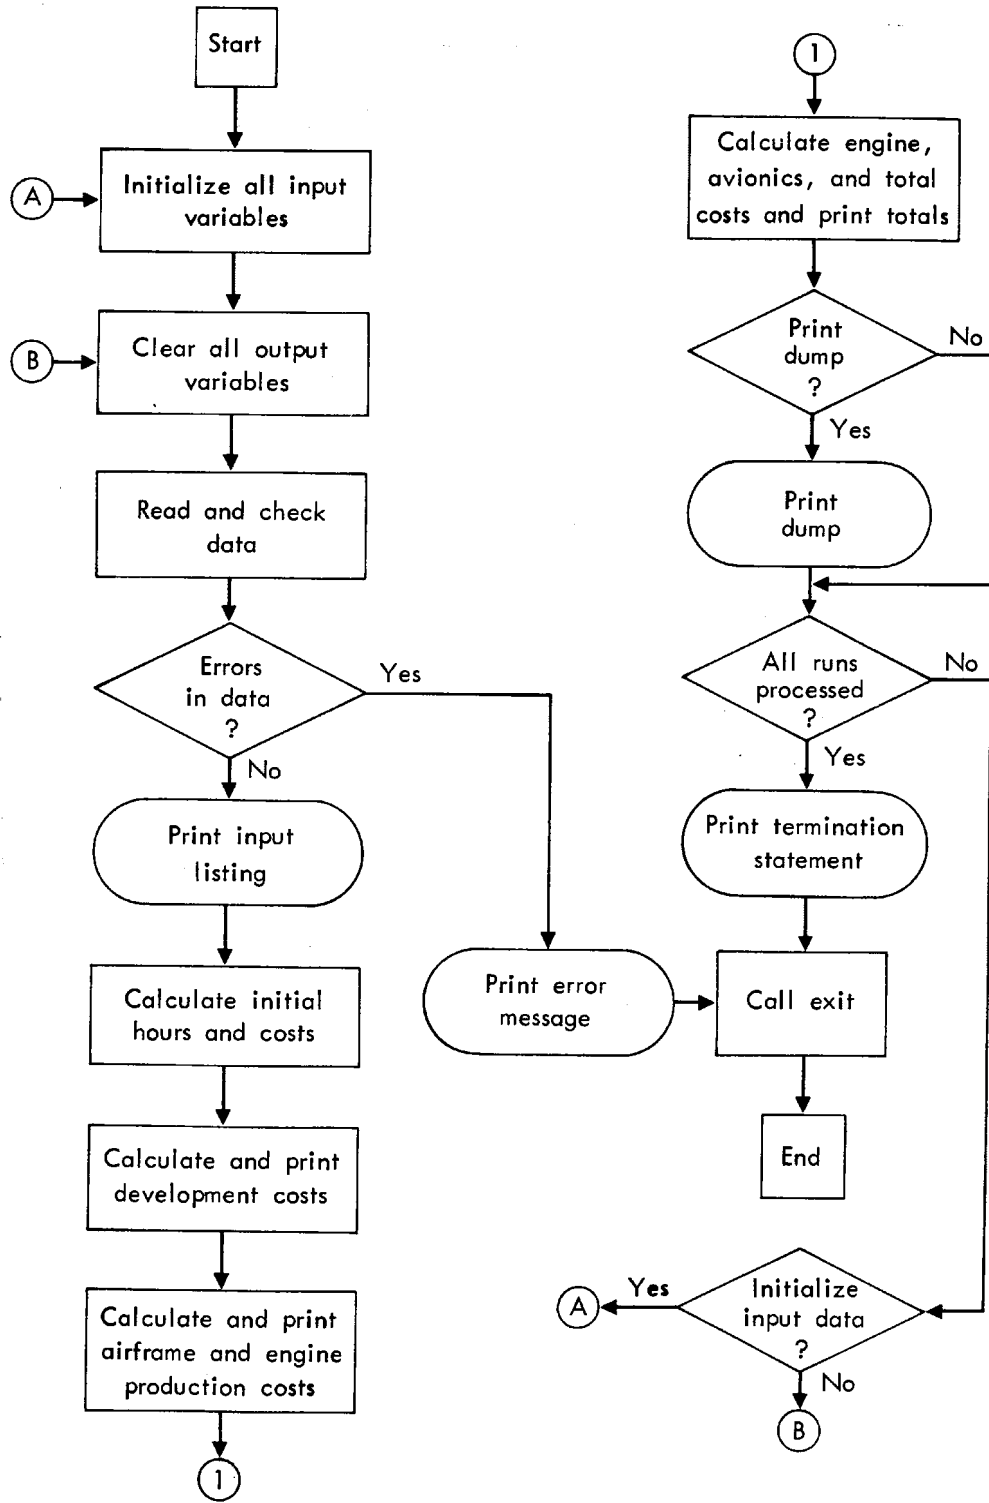 Start
A
Initialize all input
variables
B
Clear all output
variables
Read and check
data
Errors
in data
?
Yes
No
Print input
listing
Calculate initial
hours and costs
Calculate and print
development costs
Calculate and print
airframe and engine
production costs
1
Print error
message
1
Calculate engine,
avionics, and total
costs and print totals
Print
dump
?
No
Yes
Print
dump
All runs
processed
?
No
Yes
Print termination
statement
Call exit
End
Initialize
input data
?
Yes
A
No
B